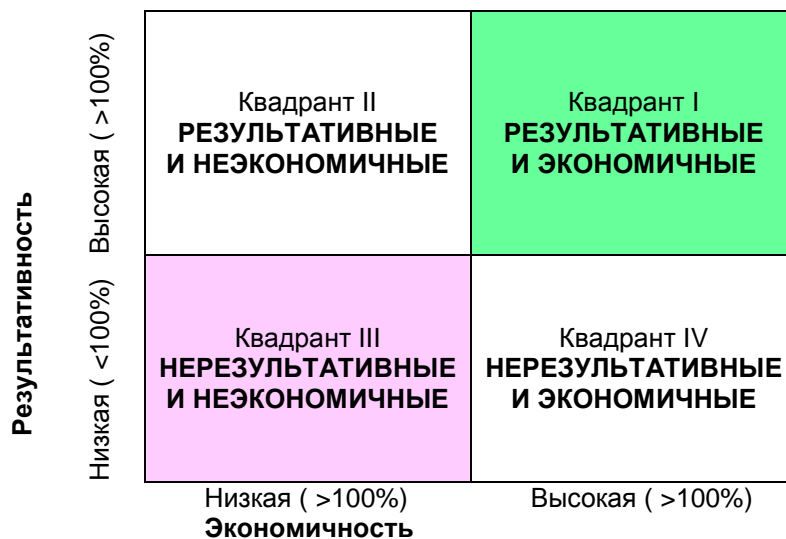 Результативность
Высокая ( >100%)
Низкая ( <100%)
Квадрант II
РЕЗУЛЬТАТИВНЫЕ
И НЕЭКОНОМИЧНЫЕ
Квадрант I
РЕЗУЛЬТАТИВНЫЕ
И ЭКОНОМИЧНЫЕ
Квадрант III
НЕРЕЗУЛЬТАТИВНЫЕ
И НЕЭКОНОМИЧНЫЕ
Квадрант IV
НЕРЕЗУЛЬТАТИВНЫЕ
И ЭКОНОМИЧНЫЕ
Низкая ( >100%)
Высокая ( >100%)
Экономичность